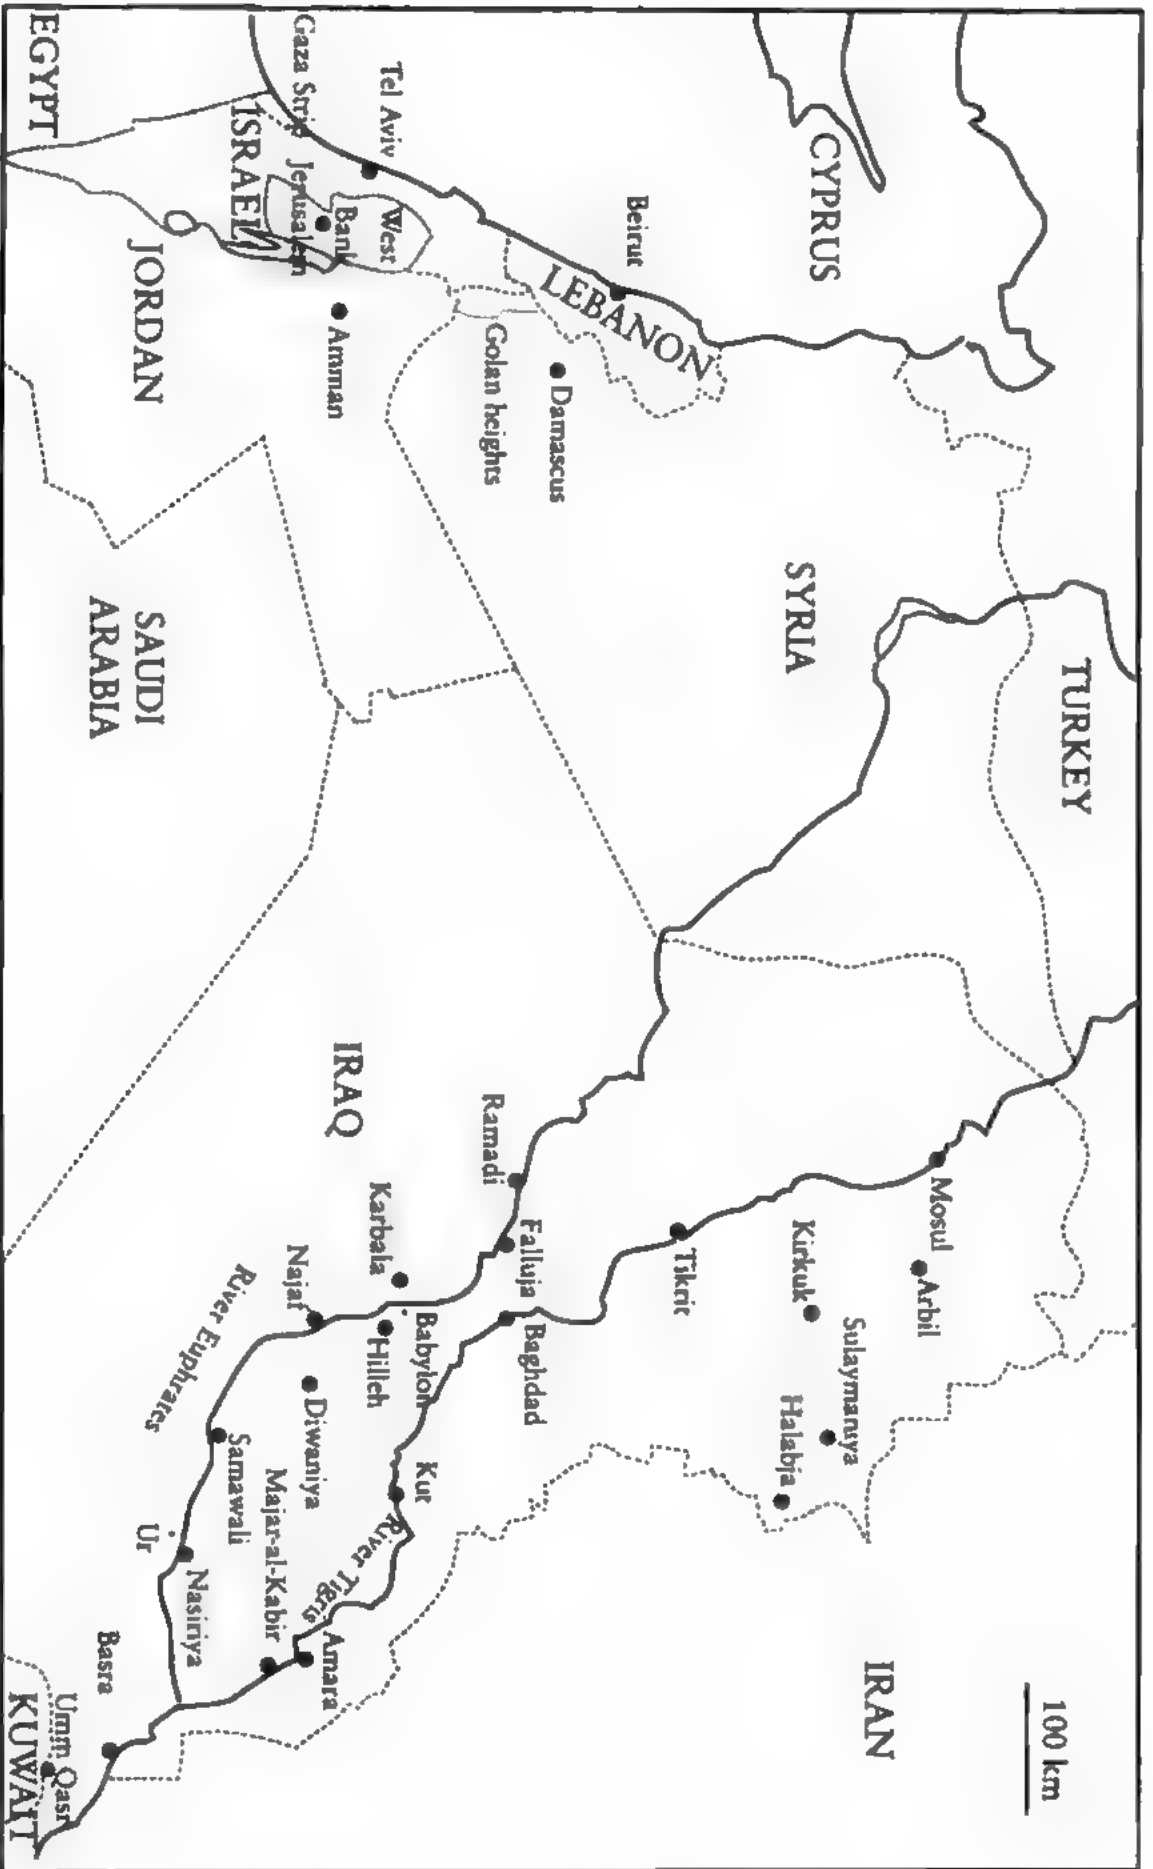 TURKEY
CYPRUS
SYRIA
Beirut
LEBANON
Damascus
Golan heights
Tel Aviv
West
Bank
Jerusalem
Gaza Strip
ISRAEL
Amman
JORDAN
EGYPT
SAUDI
ARABIA
IRAQ
IRAN
100 km
Mosul
Arbil
Kirkuk
Sulaymaniya
Halabja
Tikrit
Ramadi
Falluja
Baghdad
Karbala
Babylon
Hilleh
Najaf
Diwaniya
Kut
River Tigris
River Euphrates
Samawali
Majar-al-Kabir
Amara
Ur
Nasiriya
Basra
Umm Qasr
KUWAIT